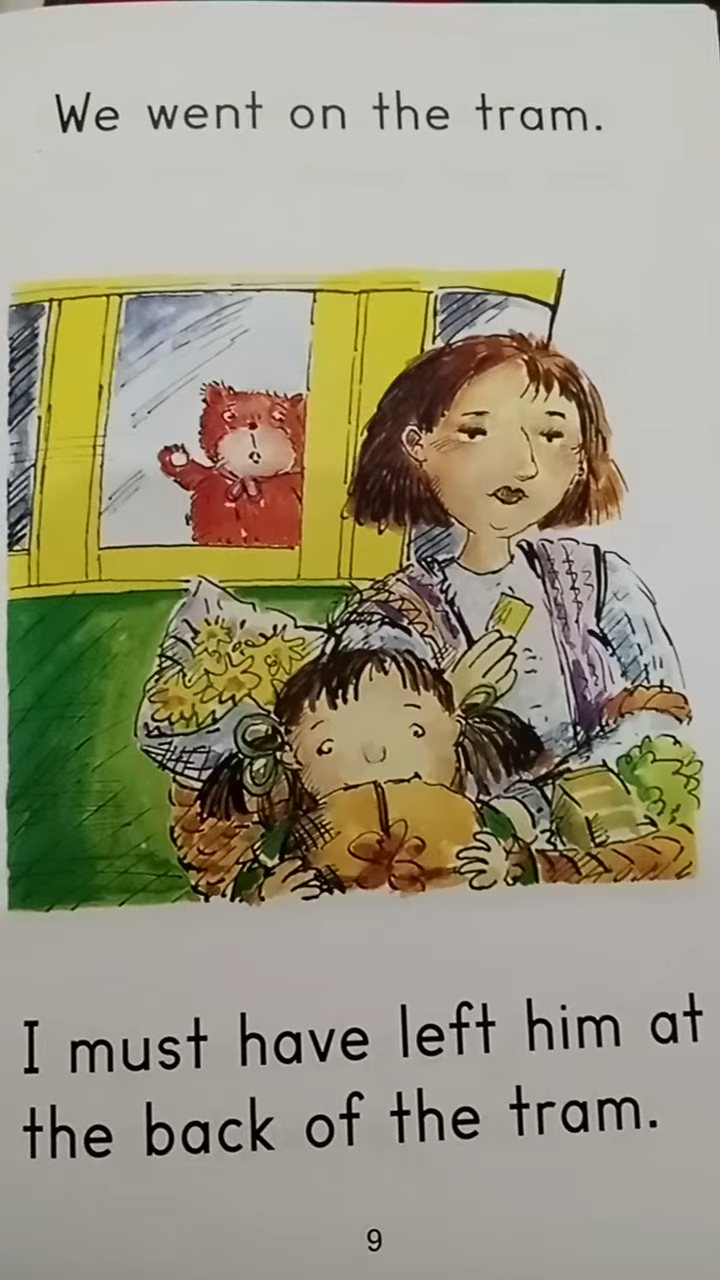 We went on the tram.
I must have left him at
the back of the tram.
9